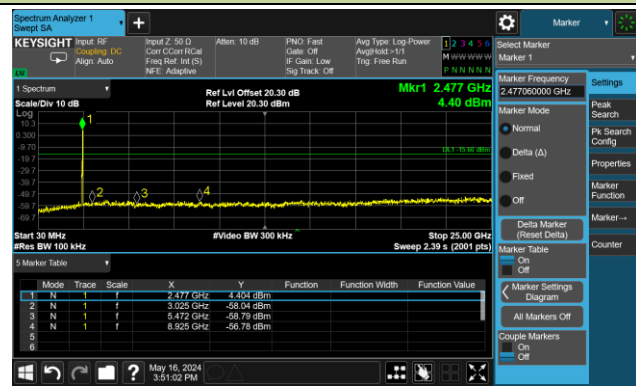 Spectrum Analyzer 1
Swept SA
Marker
KEYSIGHT
Input: RF
Coupling: DC
Align: Auto
Input Z: 50 Ω
Corr CCorr RCal
Freq Ref: Int (S)
NFE: Adaptive
Atten: 10 dB
PNO: Fast
Gate: Off
IF Gain: Low
Sig Track: Off
Avg Type: Log-Power
Avg|Hold:>1/1
Trig: Free Run
1 2 3 4 5 6
M W W W W W
P N N N N N
Select Marker
Marker 1
LVI
1 Spectrum
Scale/Div 10 dB
Ref Lvl Offset 20.30 dB
Ref Level 20.30 dBm
Mkr1 2.477 GHz
4.40 dBm
Log
10.3
0.300
-9.70
-19.7
-29.7
-39.7
-49.7
-59.7
-69.7
1
2
3
4
DL1 -15.60 dBm
Start 30 MHz
#Res BW 100 kHz
#Video BW 300 kHz
Stop 25.00 GHz
Sweep 2.39 s (2001 pts)
5 Marker Table
Mode Trace Scale X Y Function Function Width Function Value
1 N 1 f 2.477 GHz 4.404 dBm
2 N 1 f 3.025 GHz -58.04 dBm
3 N 1 f 5.472 GHz -58.79 dBm
4 N 1 f 8.925 GHz -56.78 dBm
5
6
May 16, 2024
3:51:02 PM
Marker Frequency
2.477060000 GHz
Marker Mode
Normal
Delta (Δ)
Fixed
Off
Delta Marker
(Reset Delta)
Marker Table
On
Off
Marker Settings
Diagram
All Markers Off
Couple Markers
On
Off
Settings
Peak
Search
Pk Search
Config
Properties
Marker
Function
Marker→
Counter